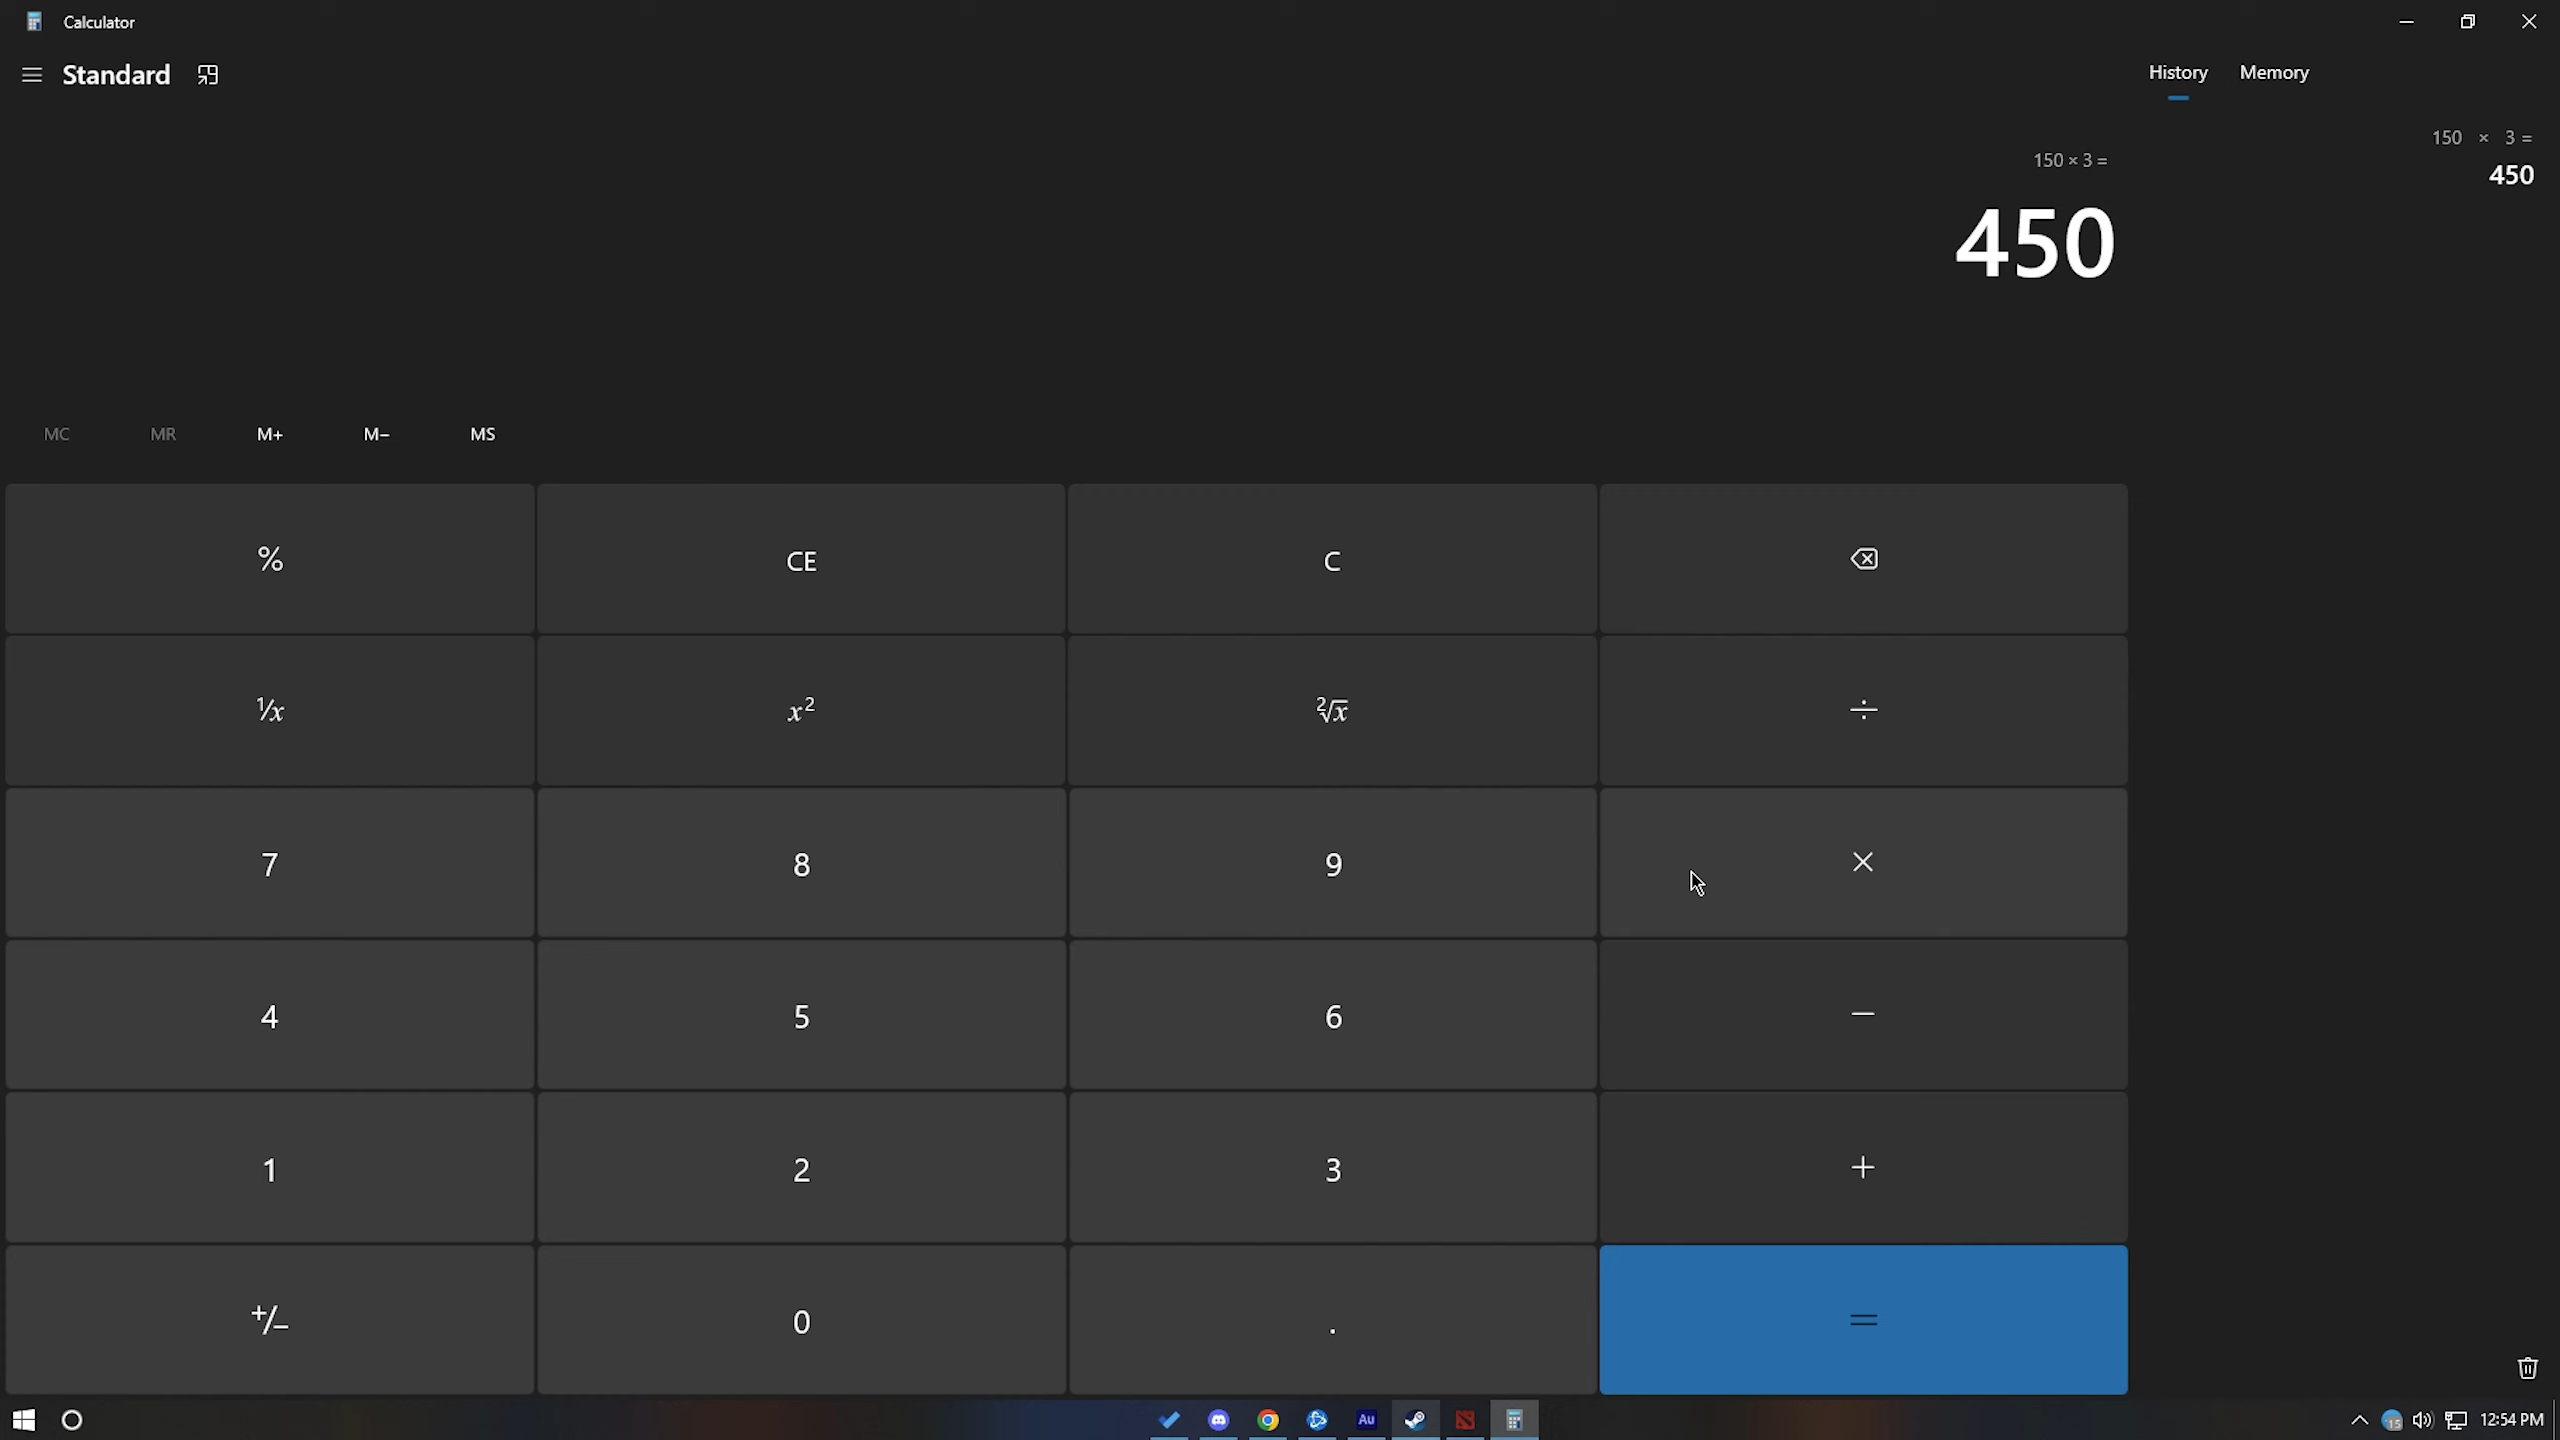 Calculator
Standard
History Memory
150 × 3 =
450
150 × 3 =
450
MC MR M+ M− MS
% CE C
¹/x x² ²√x ÷
7 8 9 ×
4 5 6 −
1 2 3 +
+/− 0 . =
Au 15 12:54 PM